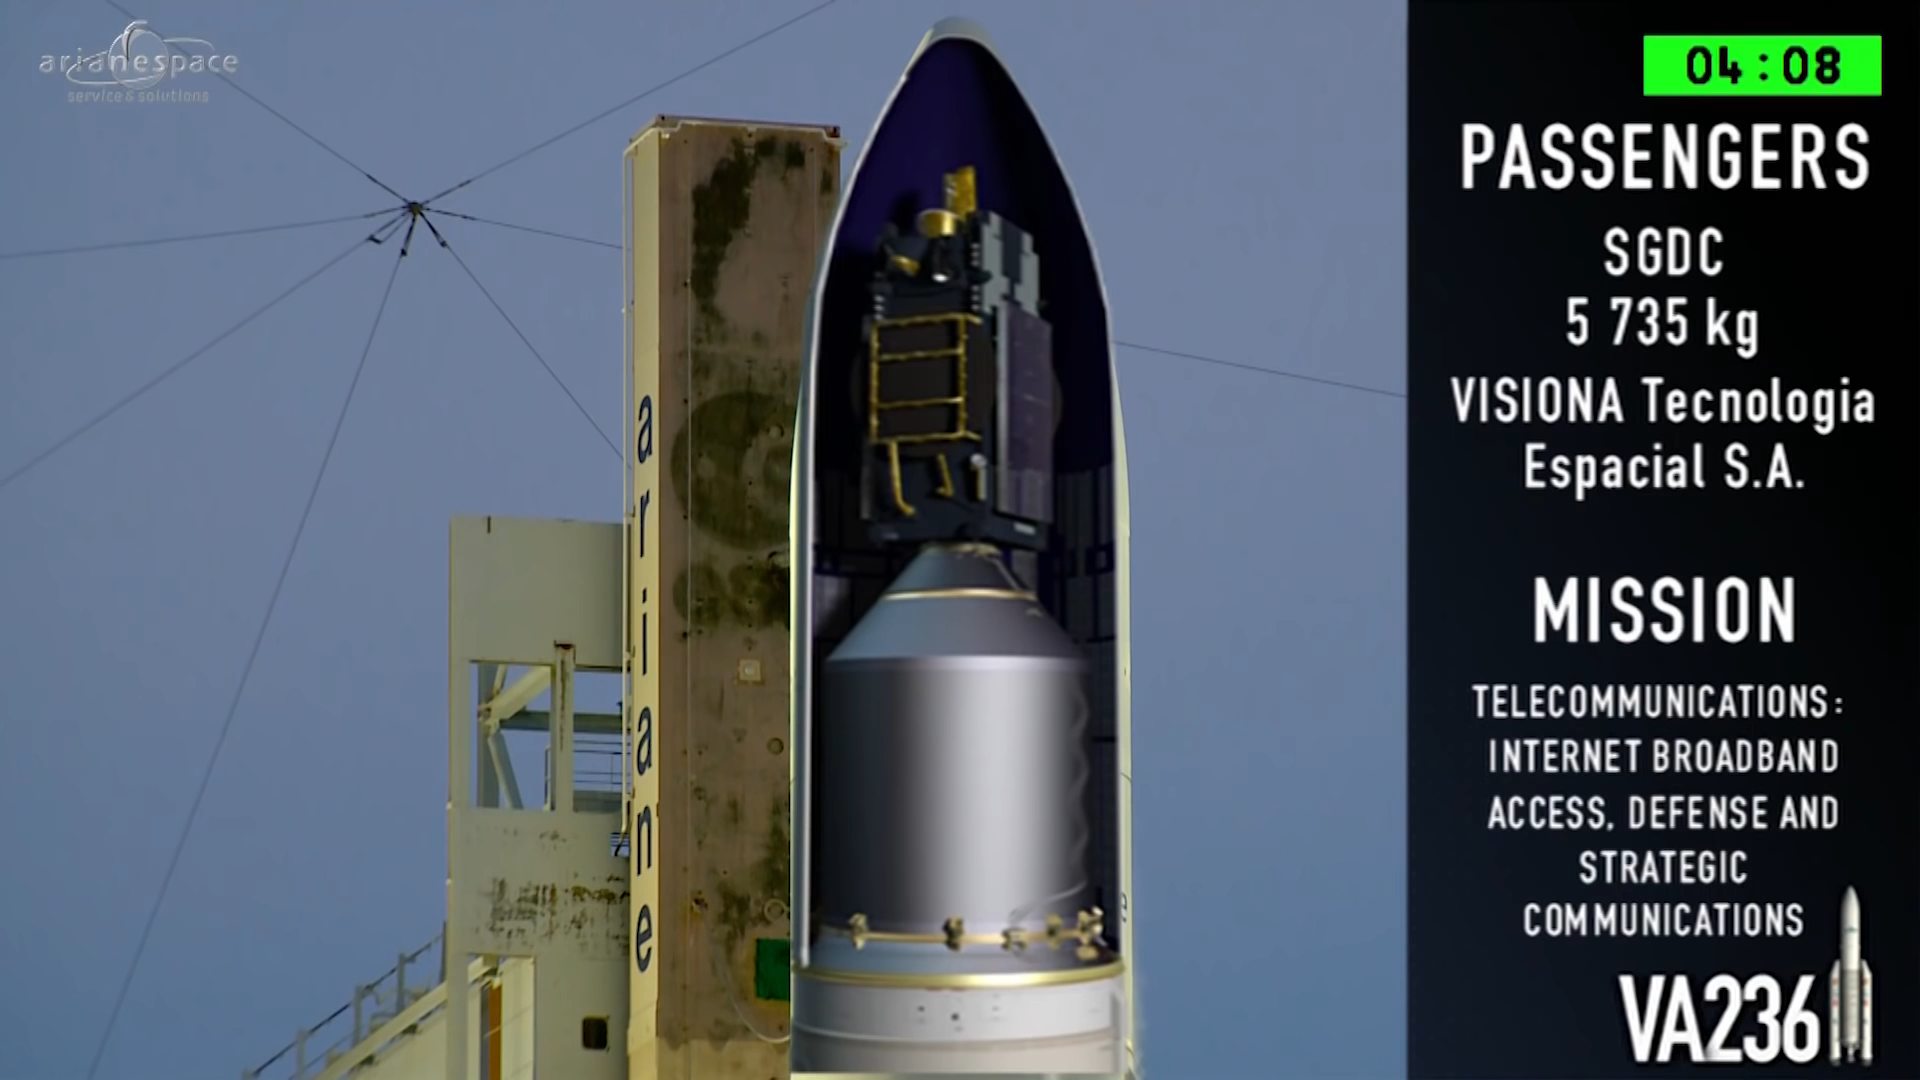 arianespace
service & solutions
ariane
04:08
PASSENGERS
SGDC
5 735 kg
VISIONA Tecnologia
Espacial S.A.
MISSION
TELECOMMUNICATIONS:
INTERNET BROADBAND
ACCESS, DEFENSE AND
STRATEGIC
COMMUNICATIONS
VA236